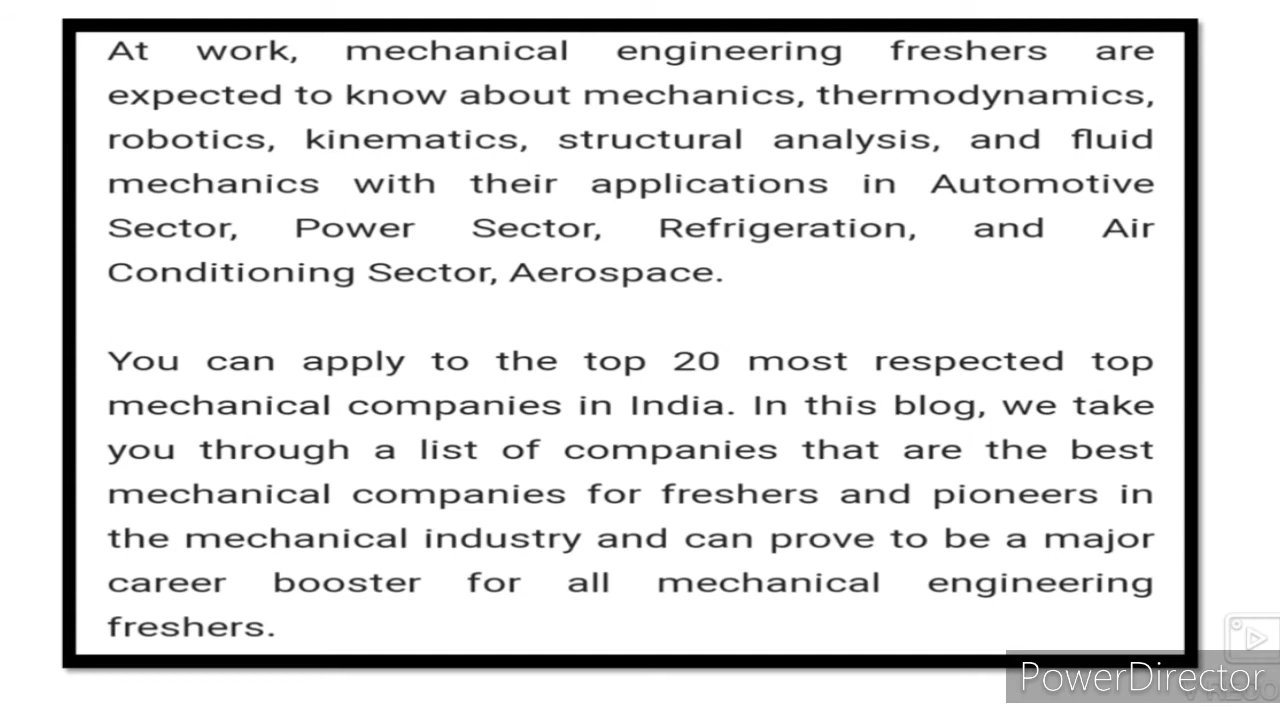 At work, mechanical engineering freshers are
expected to know about mechanics, thermodynamics,
robotics, kinematics, structural analysis, and fluid
mechanics with their applications in Automotive
Sector, Power Sector, Refrigeration, and Air
Conditioning Sector, Aerospace.
You can apply to the top 20 most respected top
mechanical companies in India. In this blog, we take
you through a list of companies that are the best
mechanical companies for freshers and pioneers in
the mechanical industry and can prove to be a major
career booster for all mechanical engineering
freshers.
PowerDirector